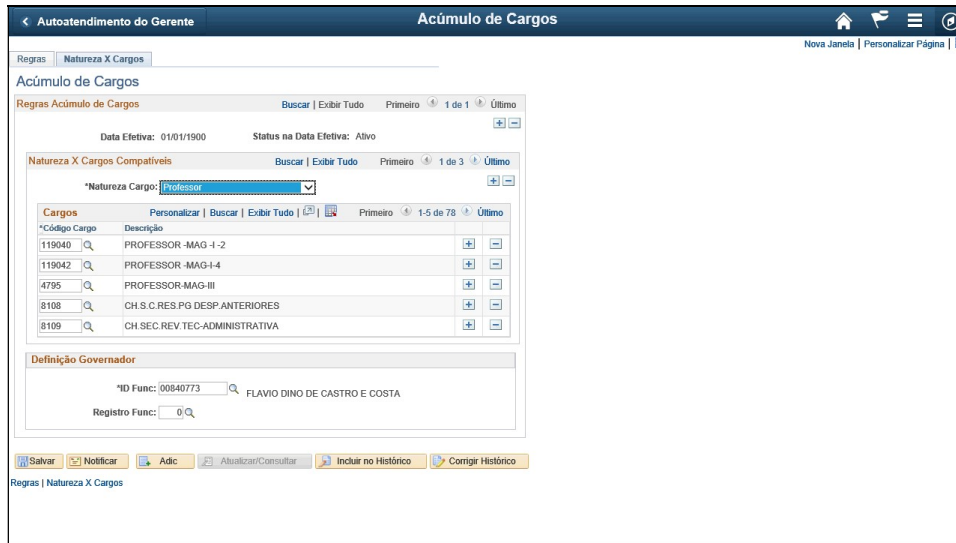 Autoatendimento do Gerente Acúmulo de Cargos
Nova Janela | Personalizar Página |
Regras Natureza X Cargos
Acúmulo de Cargos
Regras Acúmulo de Cargos Buscar | Exibir Tudo Primeiro 1 de 1 Último
Data Efetiva: 01/01/1900 Status na Data Efetiva: Ativo
Natureza X Cargos Compatíveis Buscar | Exibir Tudo Primeiro 1 de 3 Último
*Natureza Cargo: Professor
Cargos Personalizar | Buscar | Exibir Tudo | | Primeiro 1-5 de 78 Último
*Código Cargo Descrição
119040 PROFESSOR -MAG -I -2
119042 PROFESSOR -MAG-I-4
4795 PROFESSOR-MAG-III
8108 CH.S.C.RES.PG DESP.ANTERIORES
8109 CH.SEC.REV.TEC-ADMINISTRATIVA
Definição Governador
*ID Func: 00840773 FLAVIO DINO DE CASTRO E COSTA
Registro Func: 0
Salvar Notificar Adic Atualizar/Consultar Incluir no Histórico Corrigir Histórico
Regras | Natureza X Cargos